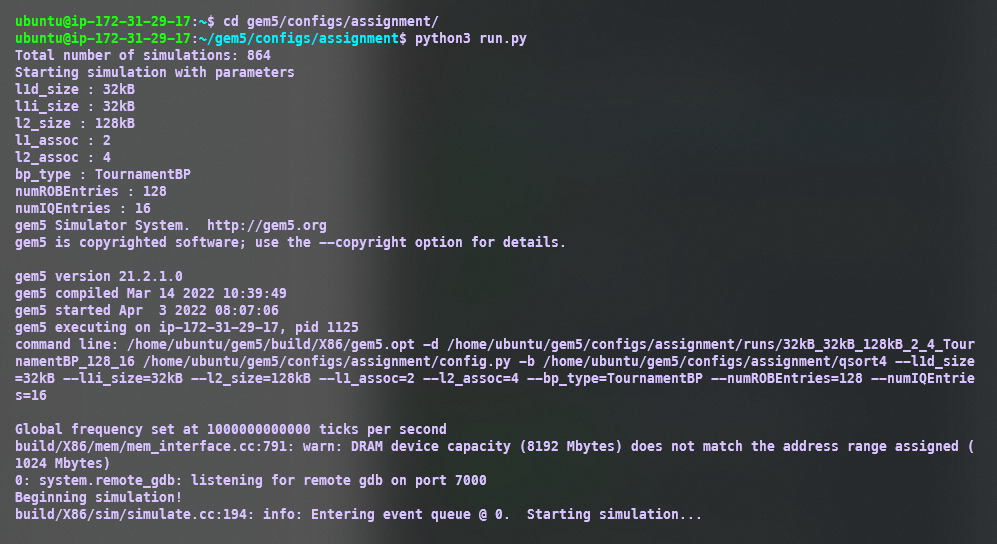 ubuntu@ip-172-31-29-17:~$ cd gem5/configs/assignment/
ubuntu@ip-172-31-29-17:~/gem5/configs/assignment$ python3 run.py
Total number of simulations: 864
Starting simulation with parameters
l1d_size : 32kB
l1i_size : 32kB
l2_size : 128kB
l1_assoc : 2
l2_assoc : 4
bp_type : TournamentBP
numROBEntries : 128
numIQEntries : 16
gem5 Simulator System.  http://gem5.org
gem5 is copyrighted software; use the --copyright option for details.

gem5 version 21.2.1.0
gem5 compiled Mar 14 2022 10:39:49
gem5 started Apr  3 2022 08:07:06
gem5 executing on ip-172-31-29-17, pid 1125
command line: /home/ubuntu/gem5/build/X86/gem5.opt -d /home/ubuntu/gem5/configs/assignment/runs/32kB_32kB_128kB_2_4_Tour
namentBP_128_16 /home/ubuntu/gem5/configs/assignment/config.py -b /home/ubuntu/gem5/configs/assignment/qsort4 --l1d_size
=32kB --l1i_size=32kB --l2_size=128kB --l1_assoc=2 --l2_assoc=4 --bp_type=TournamentBP --numROBEntries=128 --numIQEntrie
s=16

Global frequency set at 1000000000000 ticks per second
build/X86/mem/mem_interface.cc:791: warn: DRAM device capacity (8192 Mbytes) does not match the address range assigned (
1024 Mbytes)
0: system.remote_gdb: listening for remote gdb on port 7000
Beginning simulation!
build/X86/sim/simulate.cc:194: info: Entering event queue @ 0.  Starting simulation...